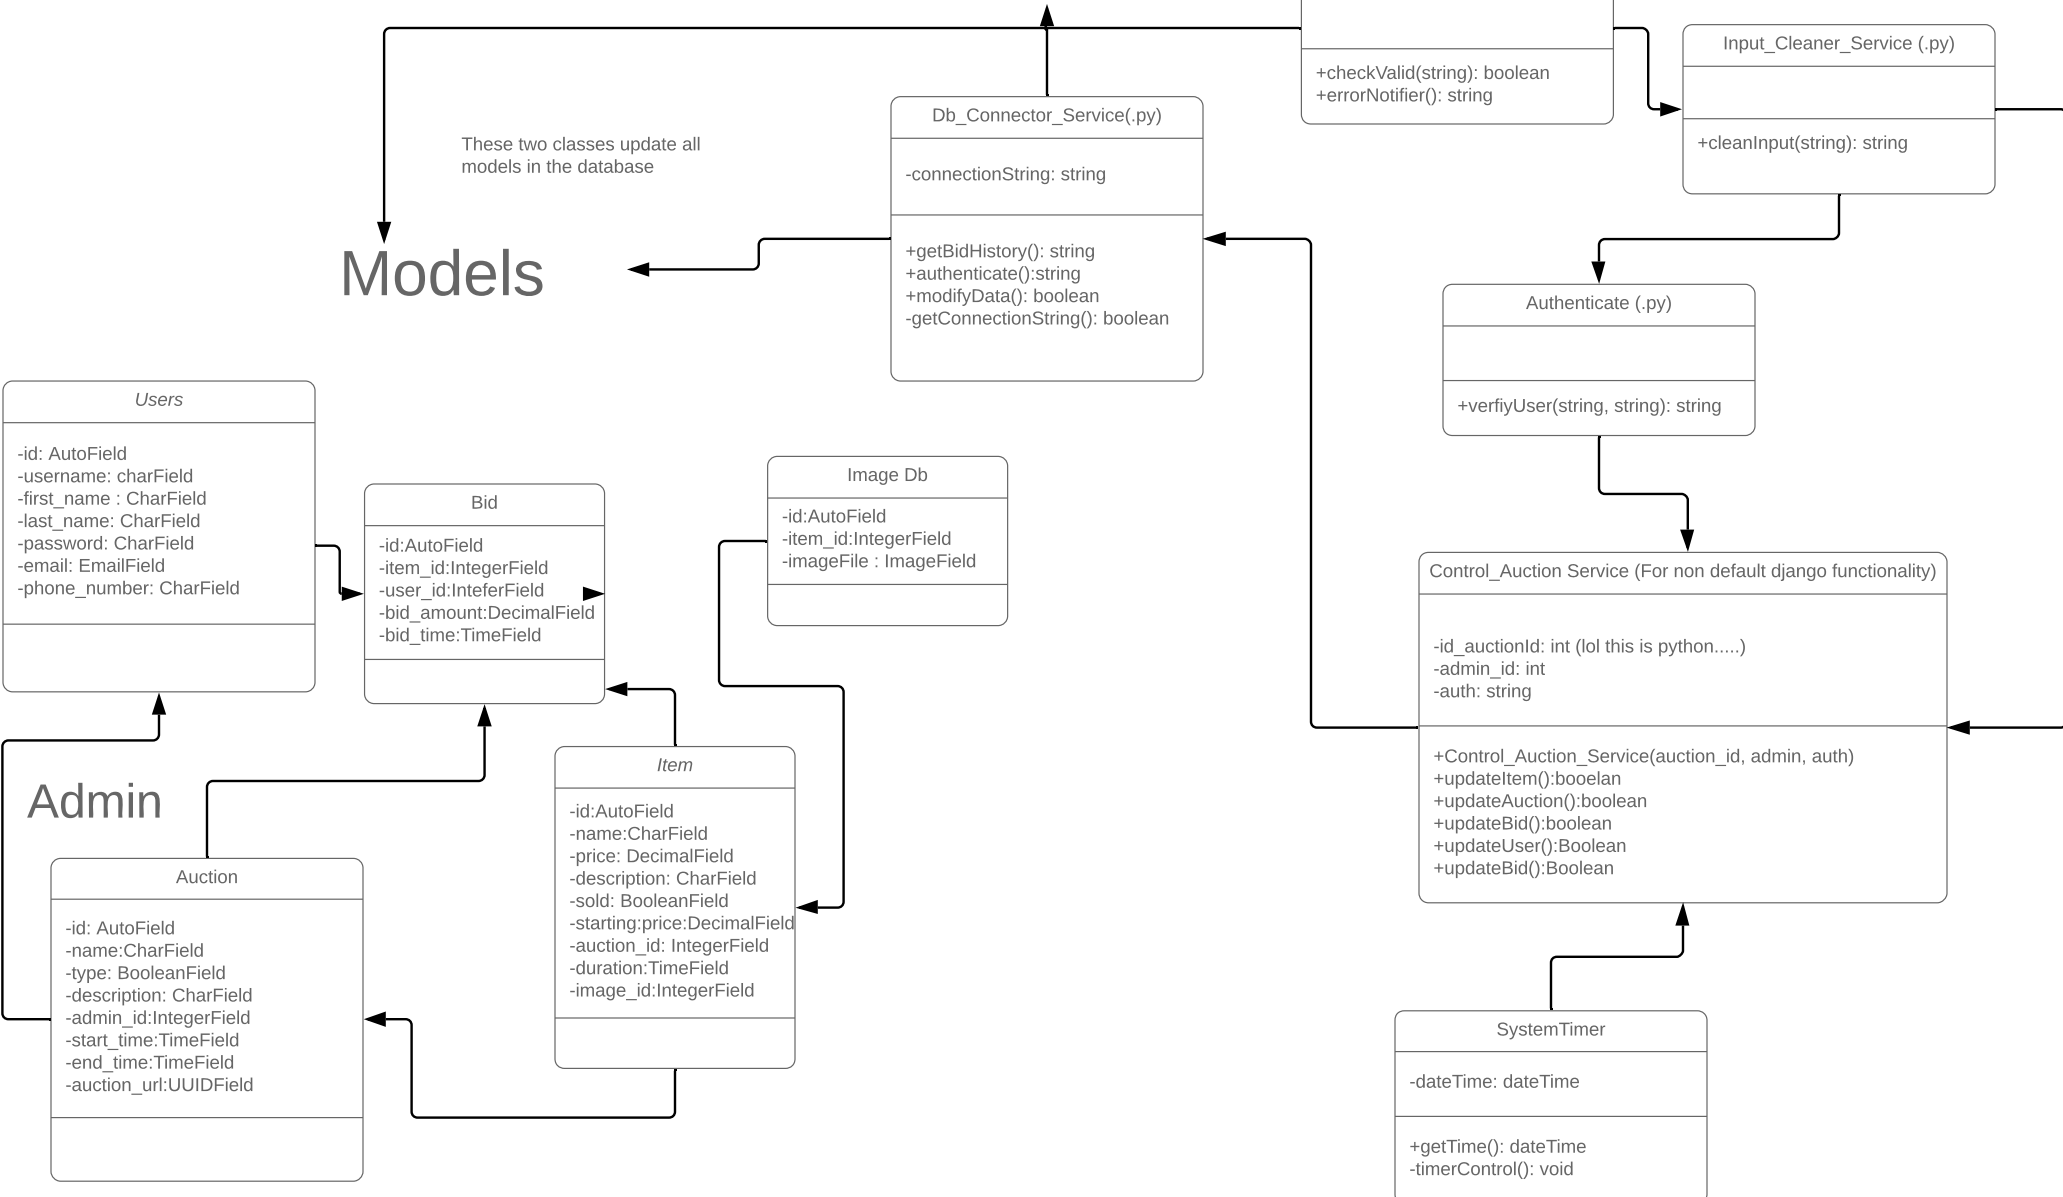 +checkValid(string): boolean
+errorNotifier(): string
Input_Cleaner_Service (.py)
+cleanInput(string): string
Db_Connector_Service(.py)
-connectionString: string
+getBidHistory(): string
+authenticate():string
+modifyData(): boolean
-getConnectionString(): boolean
These two classes update all
models in the database
Models
Authenticate (.py)
+verfiyUser(string, string): string
Users
-id: AutoField
-username: charField
-first_name : CharField
-last_name: CharField
-password: CharField
-email: EmailField
-phone_number: CharField
Bid
-id:AutoField
-item_id:IntegerField
-user_id:InteferField
-bid_amount:DecimalField
-bid_time:TimeField
Image Db
-id:AutoField
-item_id:IntegerField
-imageFile : ImageField
Control_Auction Service (For non default django functionality)
-id_auctionId: int (lol this is python.....)
-admin_id: int
-auth: string
+Control_Auction_Service(auction_id, admin, auth)
+updateItem():booelan
+updateAuction():boolean
+updateBid():boolean
+updateUser():Boolean
+updateBid():Boolean
Admin
Auction
-id: AutoField
-name:CharField
-type: BooleanField
-description: CharField
-admin_id:IntegerField
-start_time:TimeField
-end_time:TimeField
-auction_url:UUIDField
Item
-id:AutoField
-name:CharField
-price: DecimalField
-description: CharField
-sold: BooleanField
-starting:price:DecimalField
-auction_id: IntegerField
-duration:TimeField
-image_id:IntegerField
SystemTimer
-dateTime: dateTime
+getTime(): dateTime
-timerControl(): void